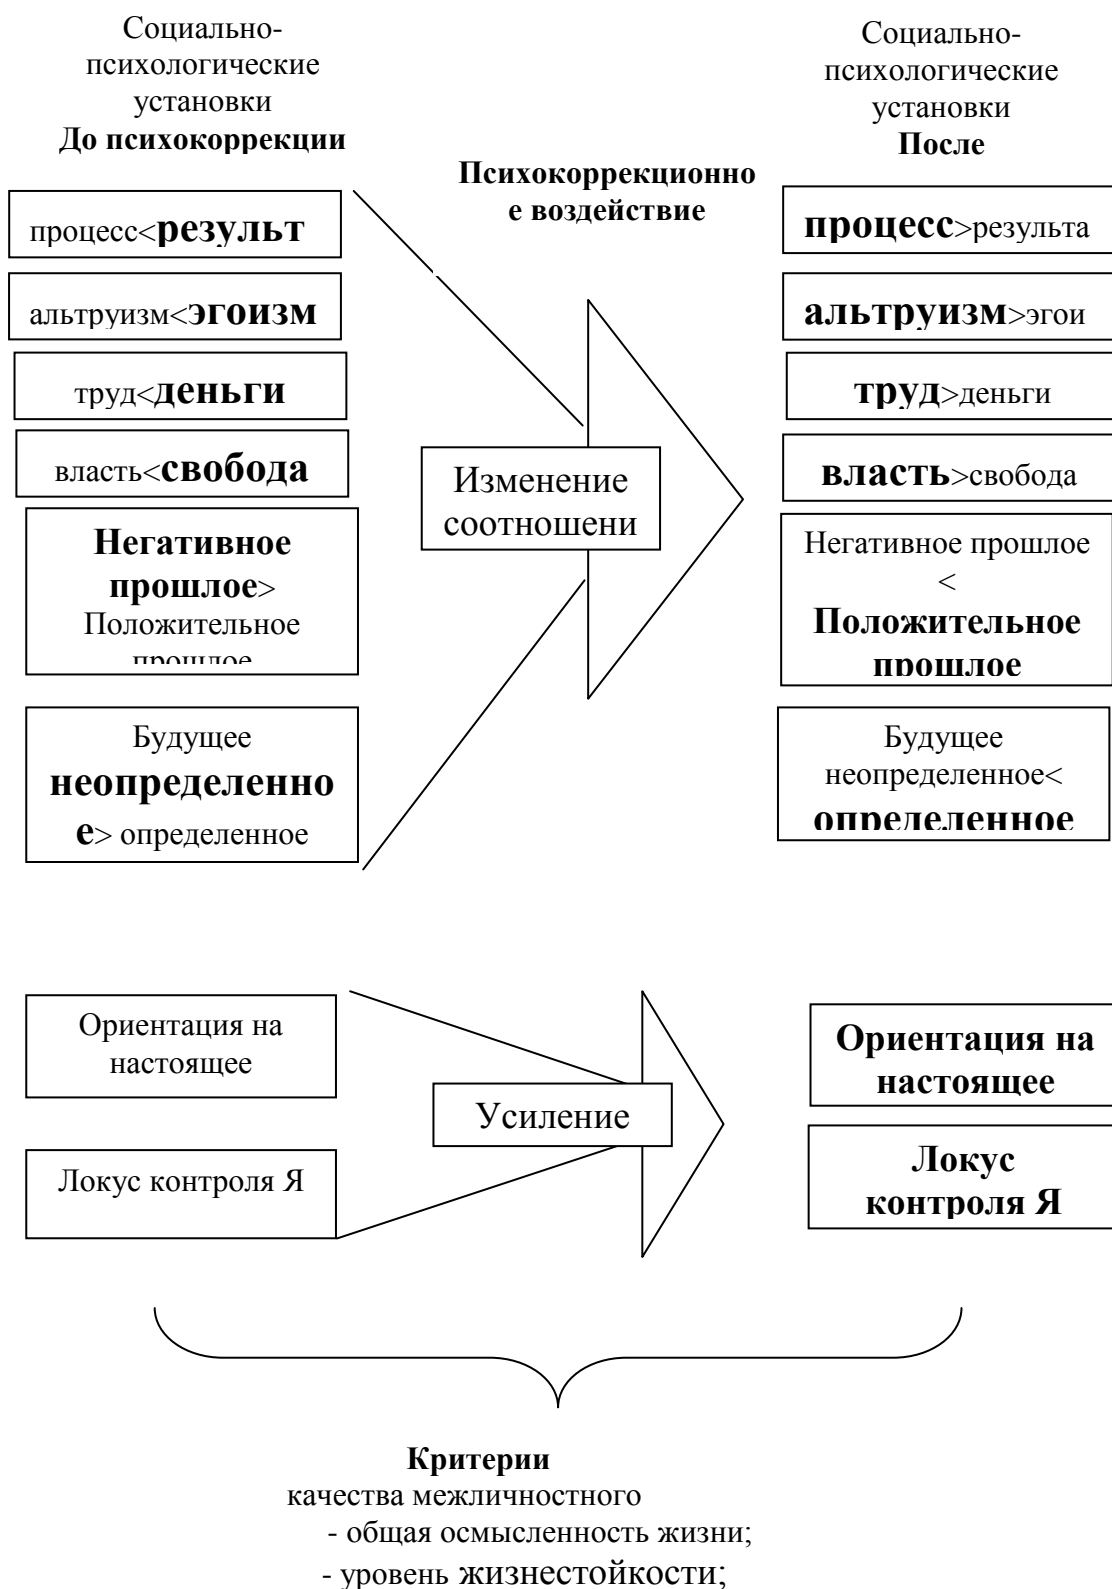 Социально-
психологические
установки
До психокоррекции
процесс<результ
альтруизм<эгоизм
труд<деньги
власть<свобода
Негативное
прошлое>
Положительное
прошлое
Будущее
неопределенно
е> определенное
Психокоррекционно
е воздействие
Изменение
соотношени
Социально-
психологические
установки
После
процесс>результа
альтруизм>эгои
труд>деньги
власть>свобода
Негативное прошлое
<
Положительное
прошлое
Будущее
неопределенное<
определенное
Ориентация на
настоящее
Локус контроля Я
Усиление
Ориентация на
настоящее
Локус
контроля Я
Критерии
качества межличностного
- общая осмысленность жизни;
- уровень жизнестойкости;